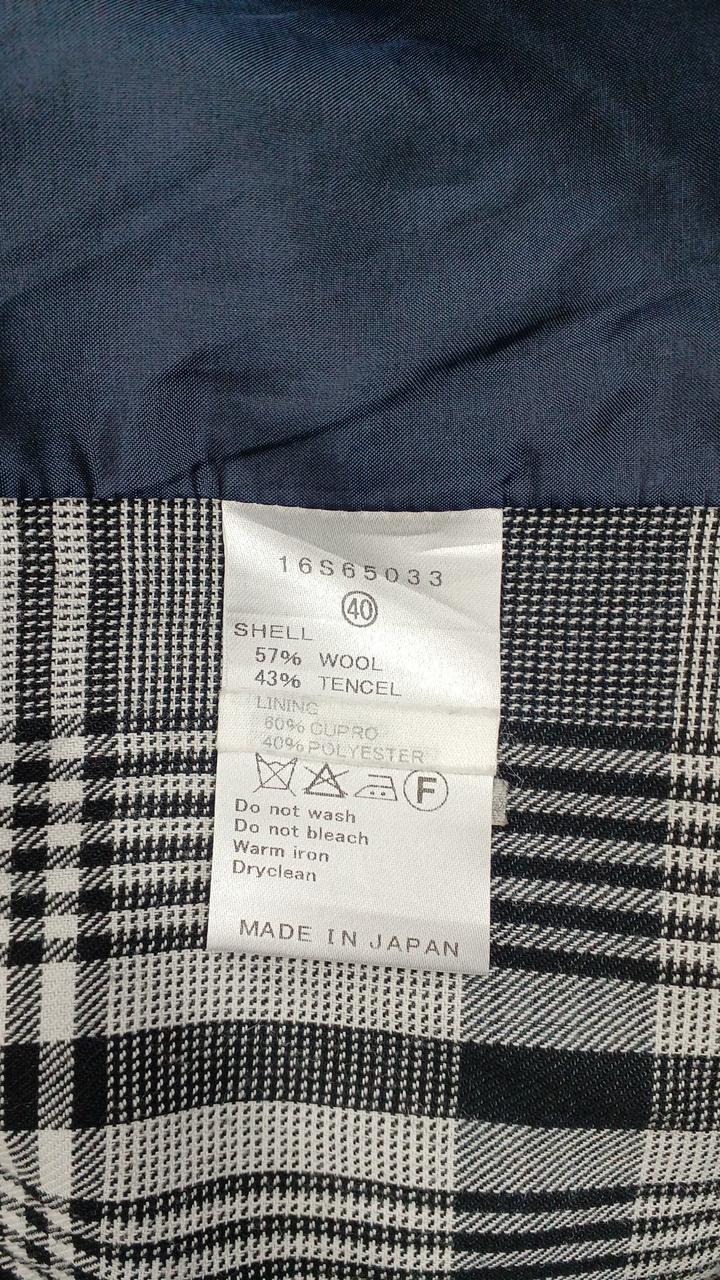 16S65033
40
SHELL
57% WOOL
43% TENCEL
LINING
60% CUPRO
40% POLYESTER
F
Do not wash
Do not bleach
Warm iron
Dryclean
MADE IN JAPAN